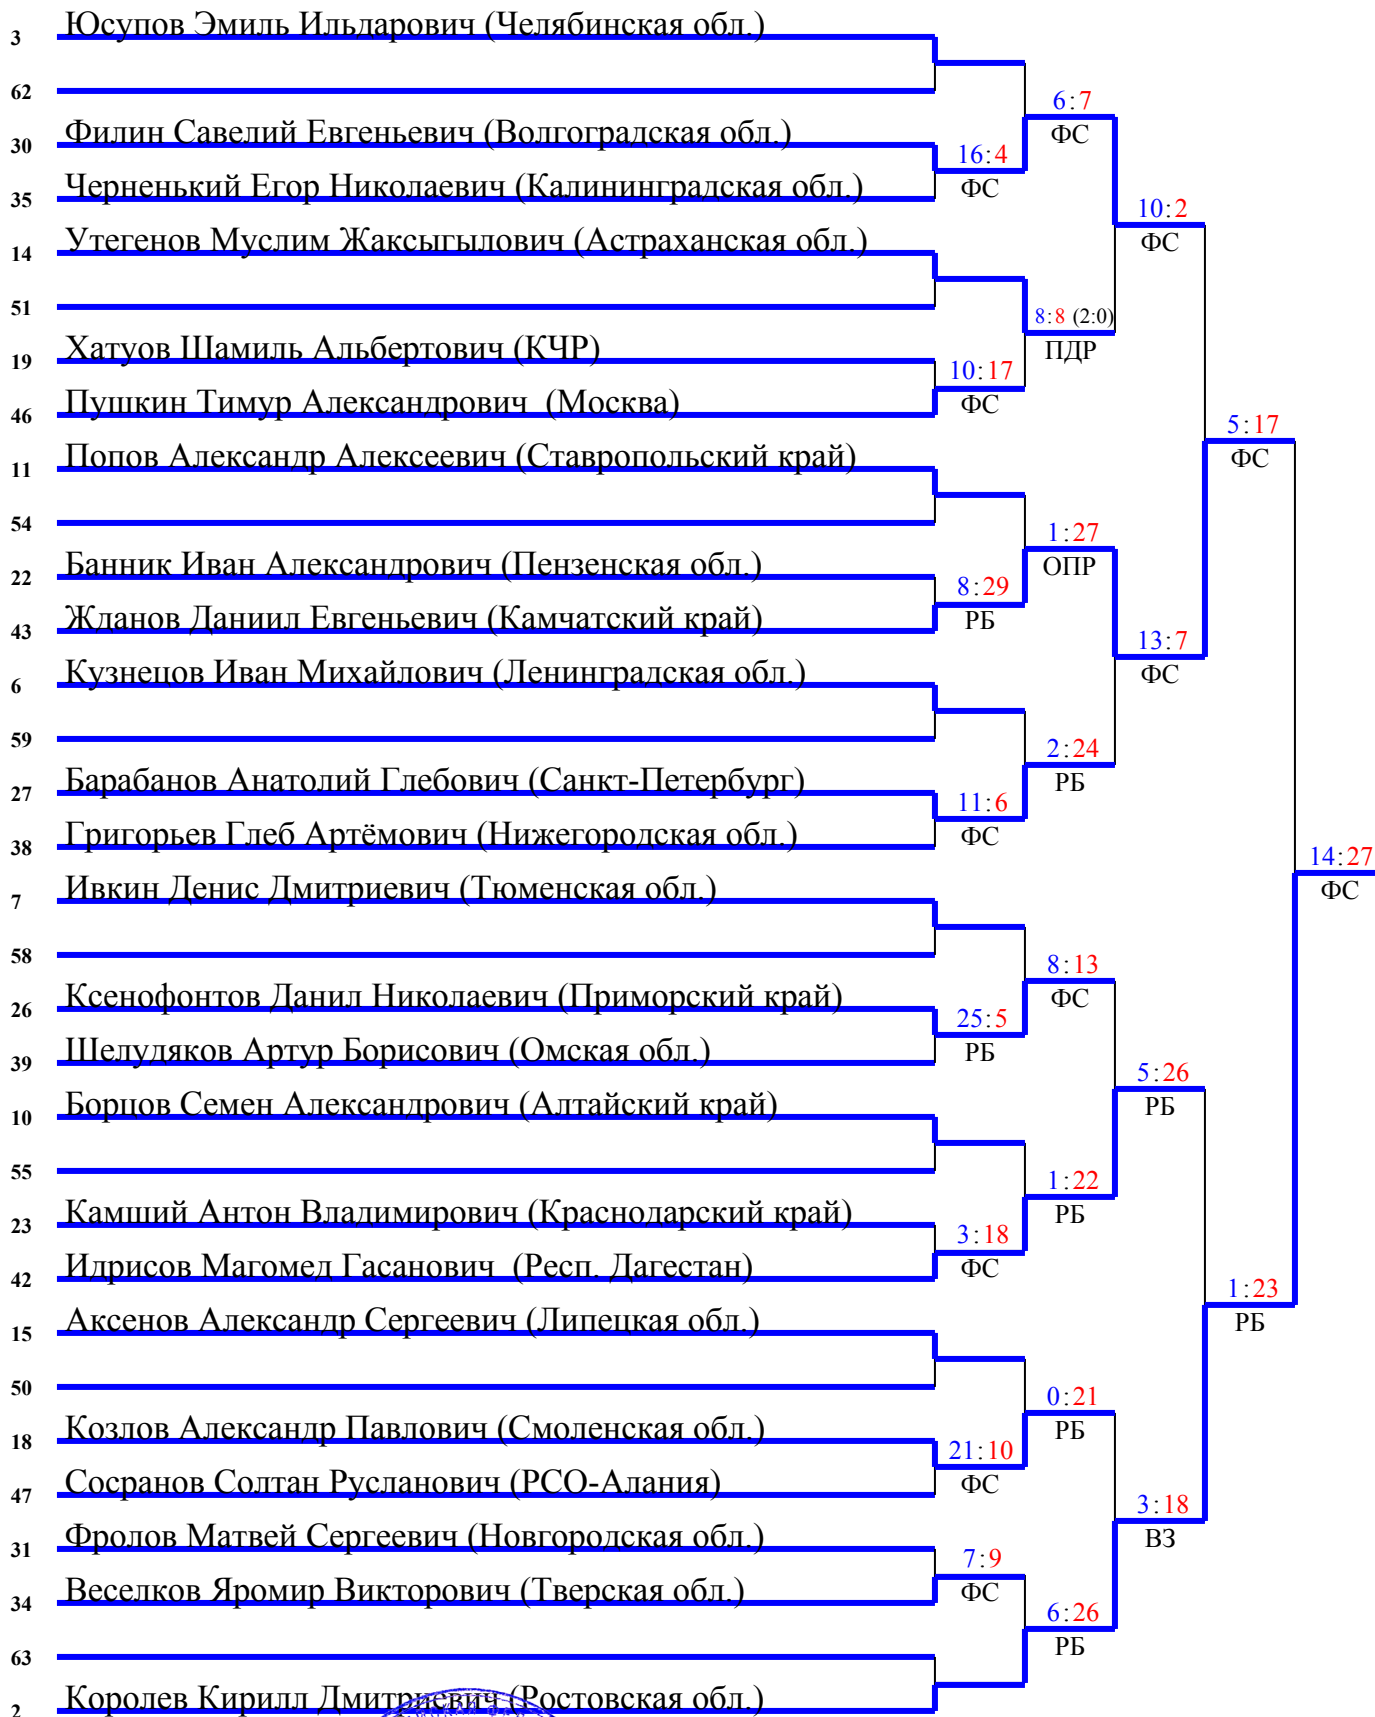 3 Юсупов Эмиль Ильдарович (Челябинская обл.)
62
6:7
ФС
30 Филин Савелий Евгеньевич (Волгоградская обл.)
16:4
ФС
35 Черненький Егор Николаевич (Калининградская обл.)
10:2
ФС
14 Утегенов Муслим Жаксыгылович (Астраханская обл.)
51
8:8 (2:0)
ПДР
19 Хатуов Шамиль Альбертович (КЧР)
10:17
ФС
46 Пушкин Тимур Александрович (Москва)
5:17
ФС
11 Попов Александр Алексеевич (Ставропольский край)
54
1:27
ОПР
22 Банник Иван Александрович (Пензенская обл.)
8:29
РБ
43 Жданов Даниил Евгеньевич (Камчатский край)
13:7
ФС
6 Кузнецов Иван Михайлович (Ленинградская обл.)
59
2:24
РБ
27 Барабанов Анатолий Глебович (Санкт-Петербург)
11:6
ФС
38 Григорьев Глеб Артёмович (Нижегородская обл.)
14:27
ФС
7 Ивкин Денис Дмитриевич (Тюменская обл.)
58
8:13
ФС
26 Ксенофонтов Данил Николаевич (Приморский край)
25:5
РБ
39 Шелудяков Артур Борисович (Омская обл.)
5:26
РБ
10 Борцов Семен Александрович (Алтайский край)
55
1:22
РБ
23 Камший Антон Владимирович (Краснодарский край)
3:18
ФС
42 Идрисов Магомед Гасанович (Респ. Дагестан)
1:23
РБ
15 Аксенов Александр Сергеевич (Липецкая обл.)
50
0:21
РБ
18 Козлов Александр Павлович (Смоленская обл.)
21:10
ФС
47 Сосранов Солтан Русланович (РСО-Алания)
3:18
ВЗ
31 Фролов Матвей Сергеевич (Новгородская обл.)
7:9
ФС
34 Веселков Яромир Викторович (Тверская обл.)
6:26
РБ
63
2 Королев Кирилл Дмитриевич (Ростовская обл.)